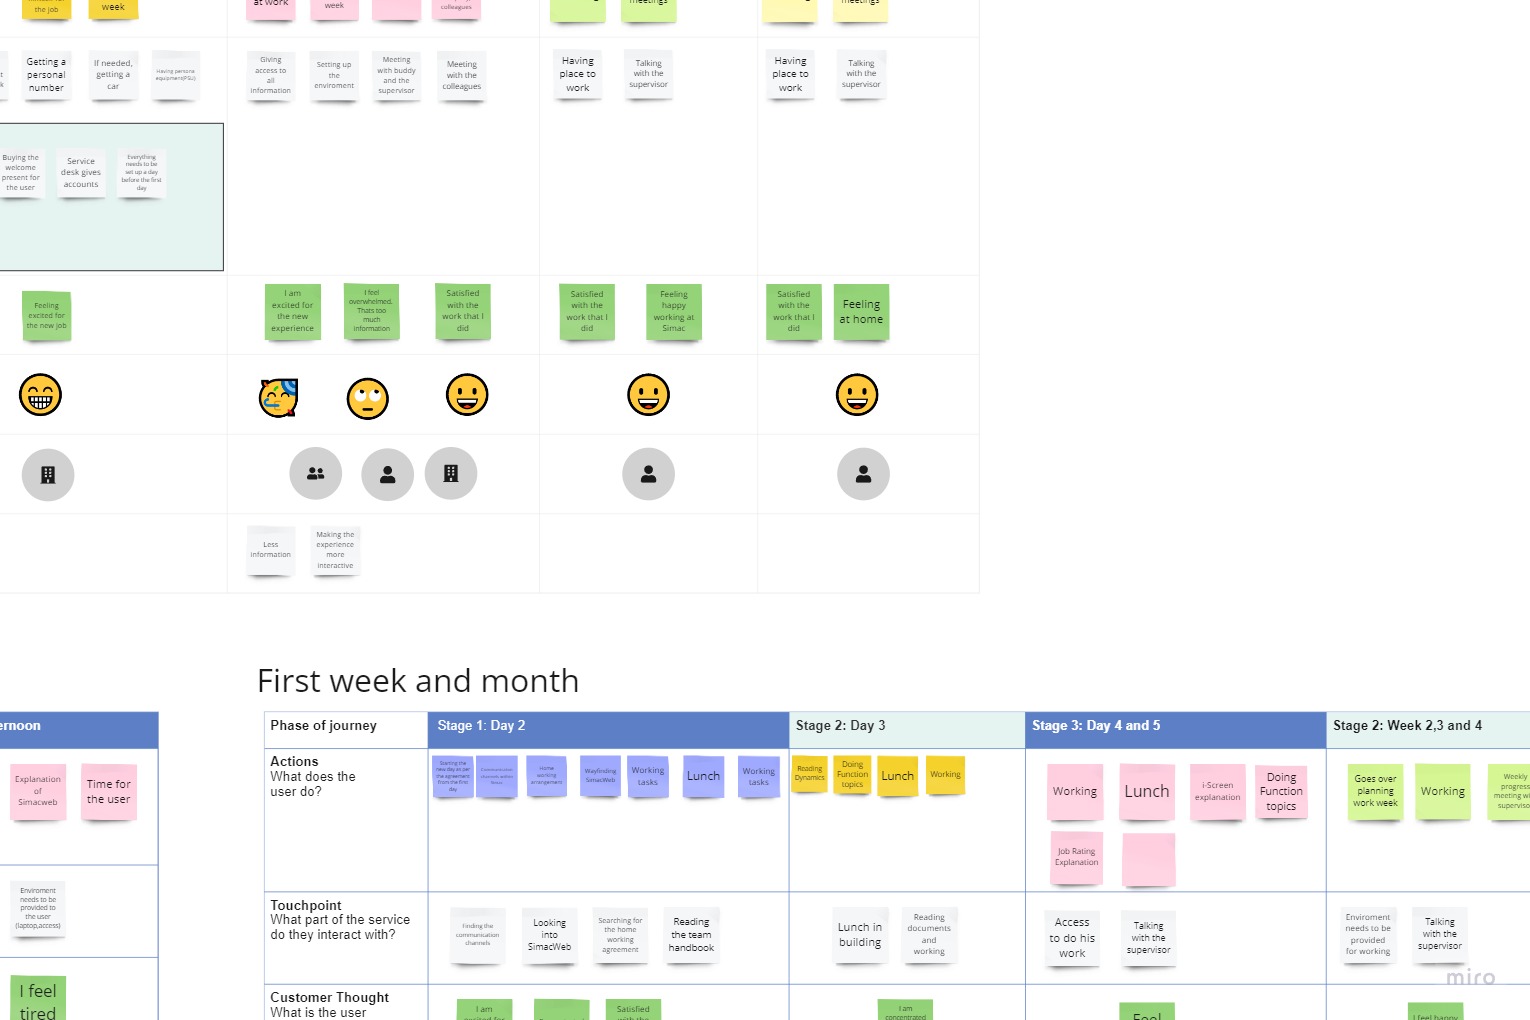 the job
week
at work
week
colleagues
meetings
meetings
Getting a
personal
number
If needed,
getting a
car
Having persona
equipment(PSU)
Giving
access to
all
information
Setting up
the
enviroment
Meeting
with buddy
and the
supervisor
Meeting
with the
colleagues
Having
place to
work
Talking
with the
supervisor
Having
place to
work
Talking
with the
supervisor
Buying the
welcome
present for
the user
Service
desk gives
accounts
Everything
needs to be
set up a day
before the first
day
Feeling
excited for
the new job
I am
excited for
the new
experience
I feel
overwhelmed.
Thats too
much
information
Satisfied
with the
work that I
did
Satisfied
with the
work that I
did
Feeling
happy
working at
Simac
Satisfied
with the
work that I
did
Feeling
at home
Less
information
Making the
experience
more
interactive
First week and month
ernoon
Explanation
of
Simacweb
Time for
the user
Enviroment
needs to be
provided to
the user
(laptop,access)
I feel
tired
Phase of journey
Stage 1: Day 2
Stage 2: Day 3
Stage 3: Day 4 and 5
Stage 2: Week 2,3 and 4
Actions
What does the
user do?
Starting the
new day as per
the agreement
from the first
day
Communication
channels within
Home
working
arrangement
Wayfinding
SimacWeb
Working
tasks
Lunch
Working
tasks
Reading
Dynamics
Doing
Function
topics
Lunch
Working
Working
Lunch
i-Screen
explanation
Doing
Function
topics
Job Rating
Explanation
Goes over
planning
work week
Working
Weekly
progress
meeting wi
superviso
Touchpoint
What part of the service
do they interact with?
Finding the
communication
channels
Looking
into
SimacWeb
Searching for
the home
working
agreement
Reading
the team
handbook
Lunch in
building
Reading
documents
and
working
Access
to do his
work
Talking
with the
supervisor
Enviroment
needs to be
provided
for working
Talking
with the
supervisor
miro
Customer Thought
What is the user
I am
excited for
Satisfied
with the
I am
concentrated
Feel
I feel happy